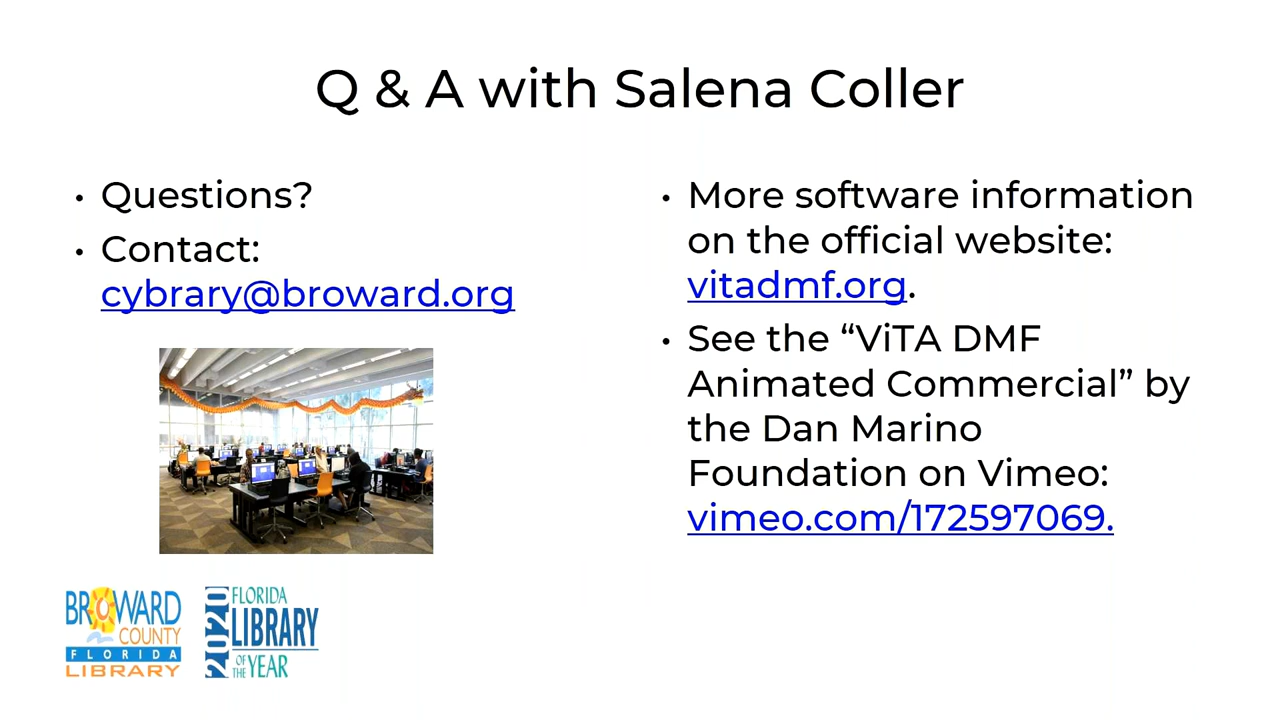 Q & A with Salena Coller
• Questions?
• Contact:
cybrary@broward.org
• More software information
on the official website:
vitadmf.org.
• See the “ViTA DMF
Animated Commercial” by
the Dan Marino
Foundation on Vimeo:
vimeo.com/172597069.
BROWARD
COUNTY
FLORIDA
LIBRARY
2020
FLORIDA
LIBRARY
OF THE YEAR